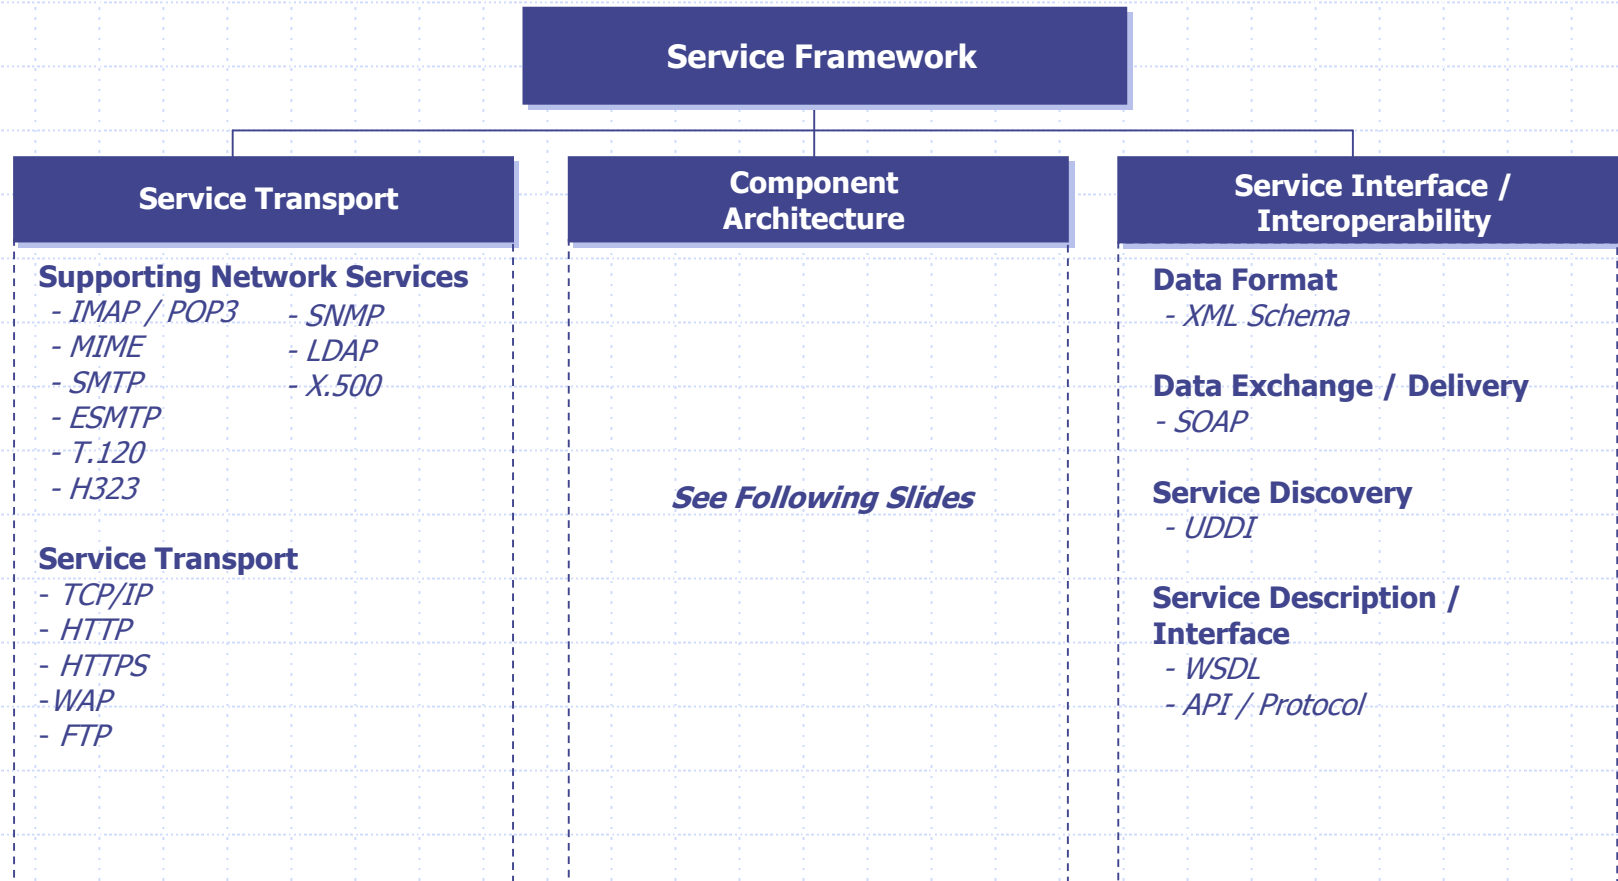 Service Framework
Service Transport
Supporting Network Services
- IMAP / POP3
- MIME
- SMTP
- ESMTP
- T.120
- H323
- SNMP
- LDAP
- X.500
Service Transport
- TCP/IP
- HTTP
- HTTPS
-WAP
- FTP
Component
Architecture
See Following Slides
Service Interface /
Interoperability
Data Format
- XML Schema
Data Exchange / Delivery
- SOAP
Service Discovery
- UDDI
Service Description /
Interface
- WSDL
- API / Protocol